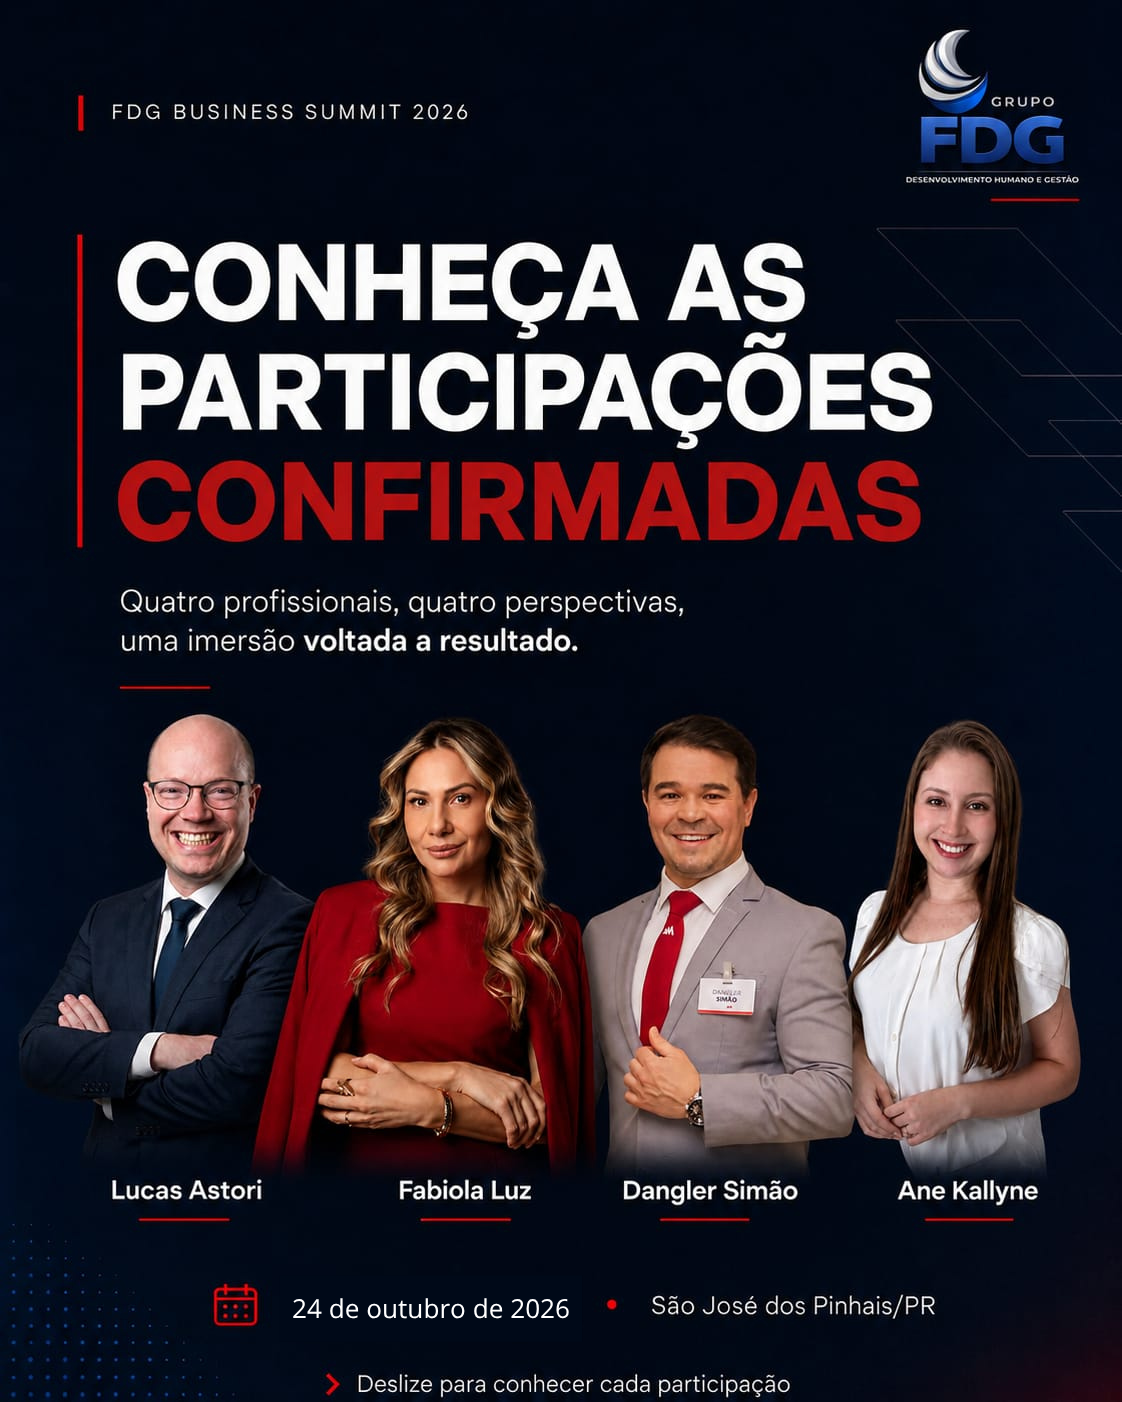 FDG BUSINESS SUMMIT 2026
GRUPO
FDG
DESENVOLVIMENTO HUMANO E GESTÃO
CONHEÇA AS
PARTICIPAÇÕES
CONFIRMADAS
Quatro profissionais, quatro perspectivas,
uma imersão voltada a resultado.
DANGLER
SIMÃO
Lucas Astori
Fabiola Luz
Dangler Simão
Ane Kallyne
24 de outubro de 2026
São José dos Pinhais/PR
Deslize para conhecer cada participação